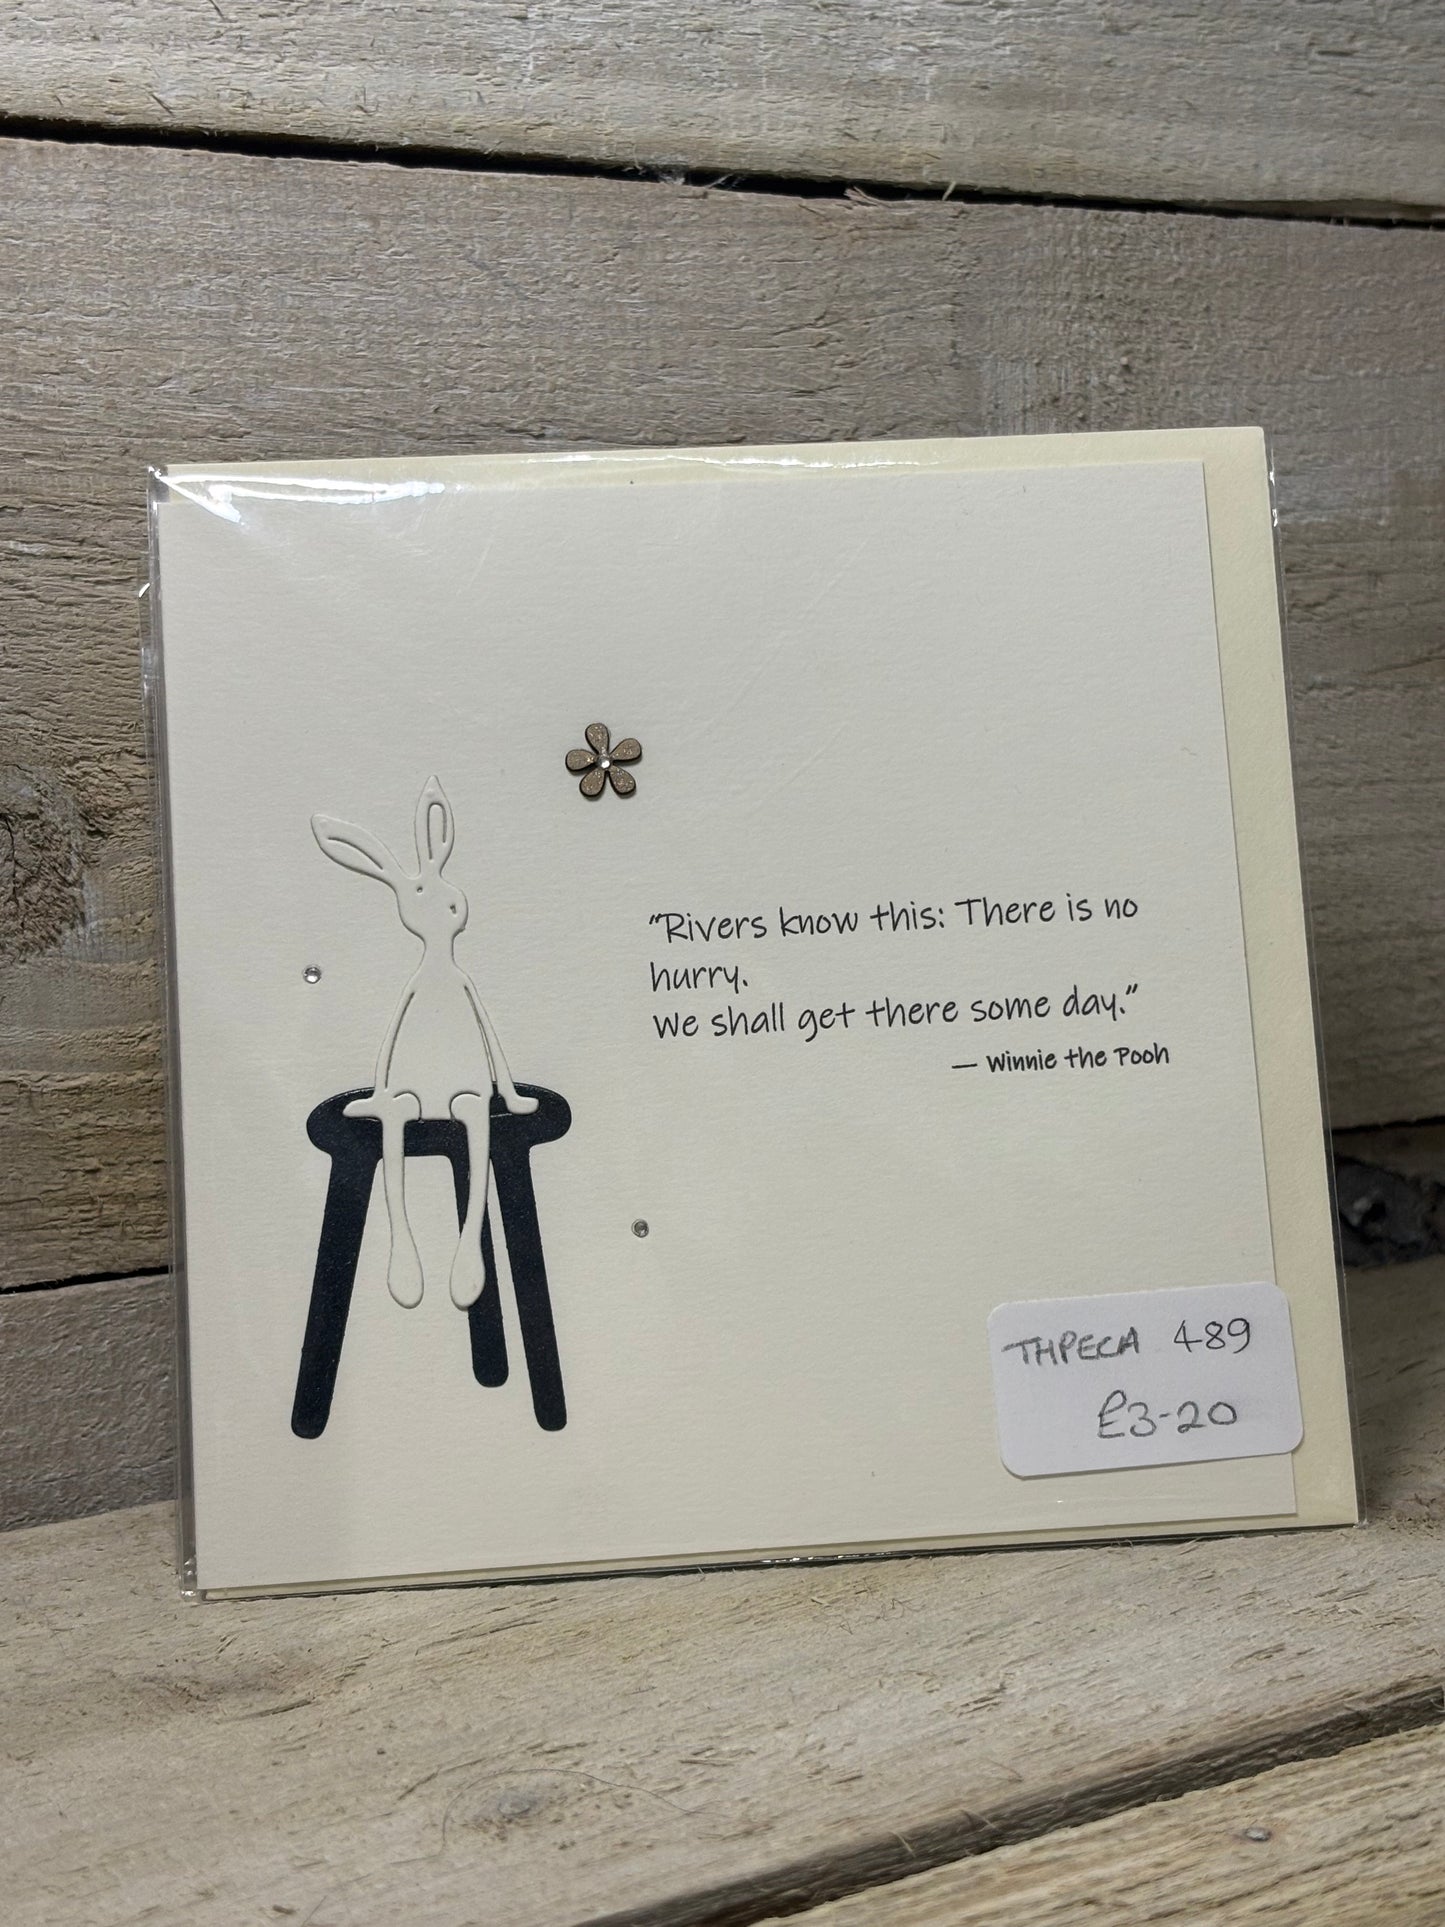 "Rivers know this: There is no
hurry.
We shall get there some day."
— Winnie the Pooh
THPECA 489
£3-20